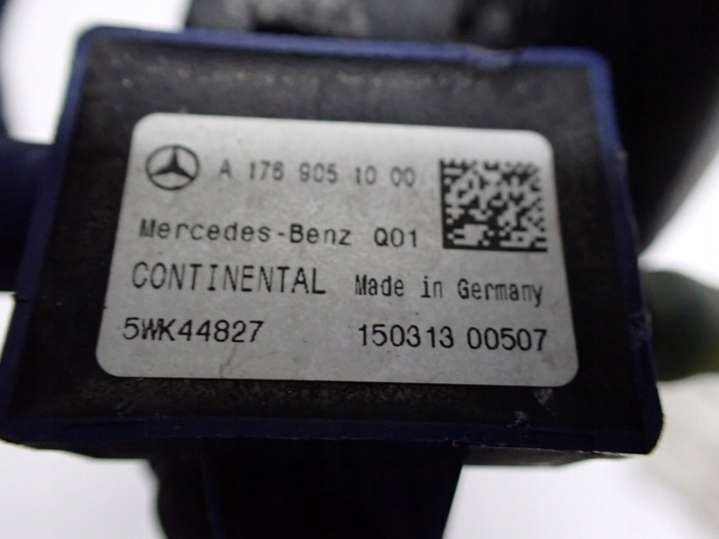 A 176 905 10 00
Mercedes-Benz Q01
CONTINENTAL Made in Germany
5WK44827 150313 00507